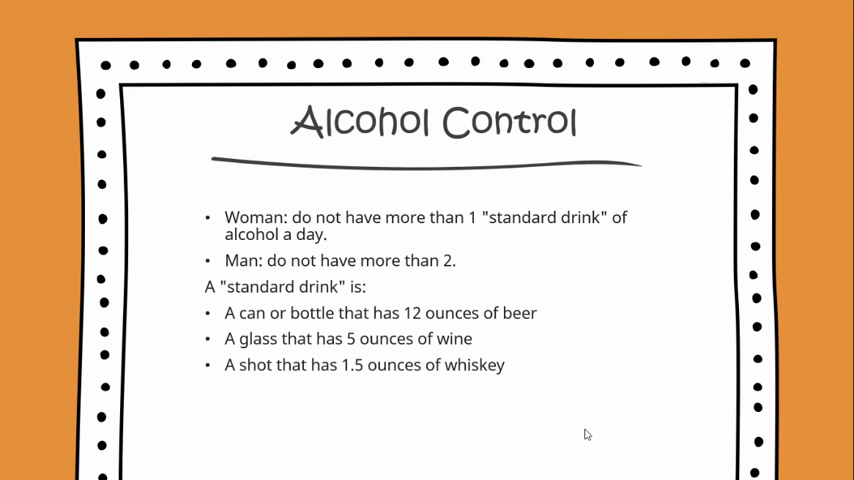 Alcohol Control
• Woman: do not have more than 1 "standard drink" of
alcohol a day.
• Man: do not have more than 2.
A "standard drink" is:
• A can or bottle that has 12 ounces of beer
• A glass that has 5 ounces of wine
• A shot that has 1.5 ounces of whiskey